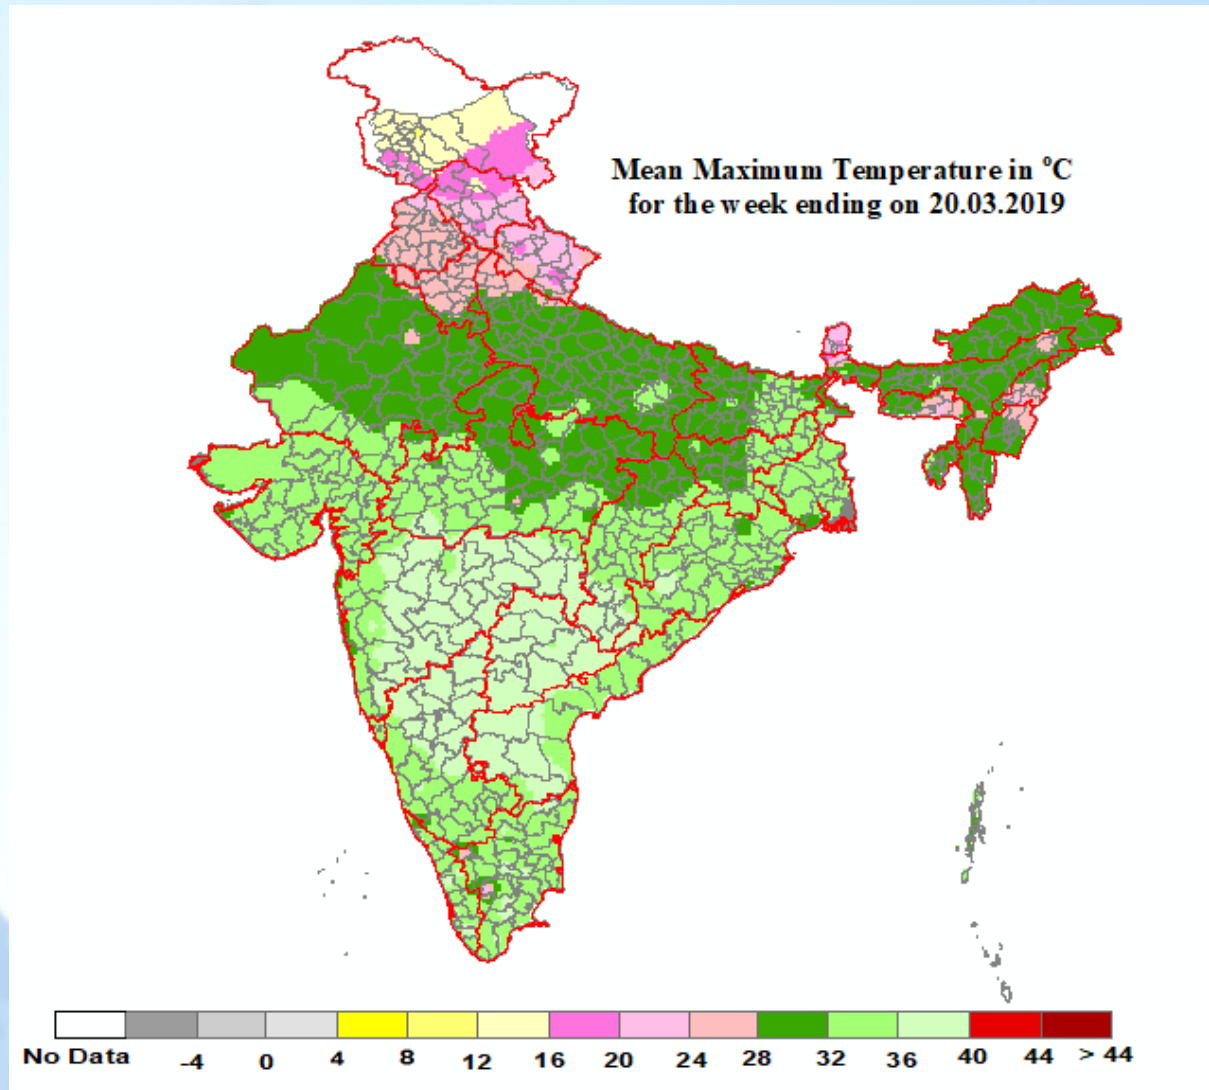 Mean Maximum Temperature in °C
for the week ending on 20.03.2019
No Data -4 0 4 8 12 16 20 24 28 32 36 40 44 > 44